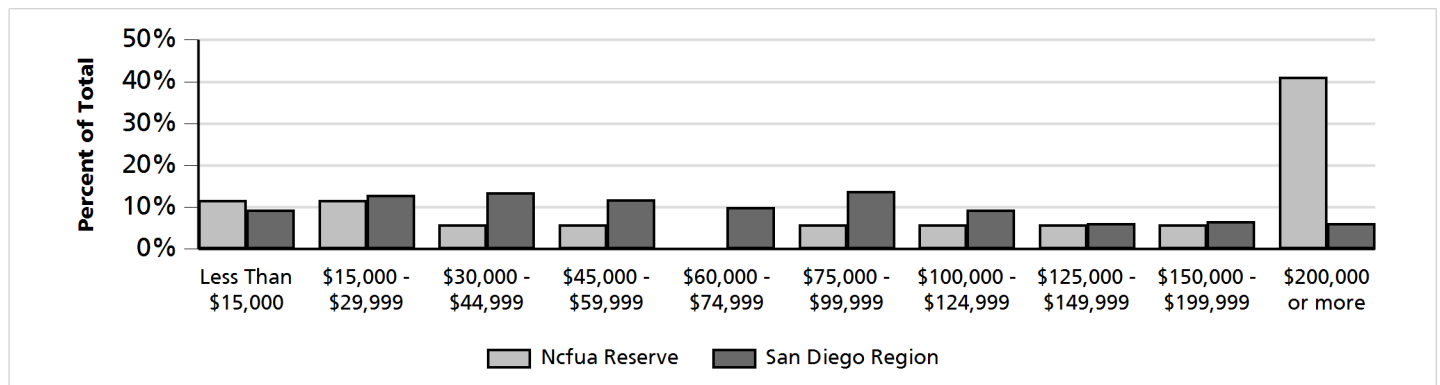 Percent of Total
50%
40%
30%
20%
10%
0%
Less Than $15,000
$15,000 - $29,999
$30,000 - $44,999
$45,000 - $59,999
$60,000 - $74,999
$75,000 - $99,999
$100,000 - $124,999
$125,000 - $149,999
$150,000 - $199,999
$200,000 or more
Ncfua Reserve
San Diego Region